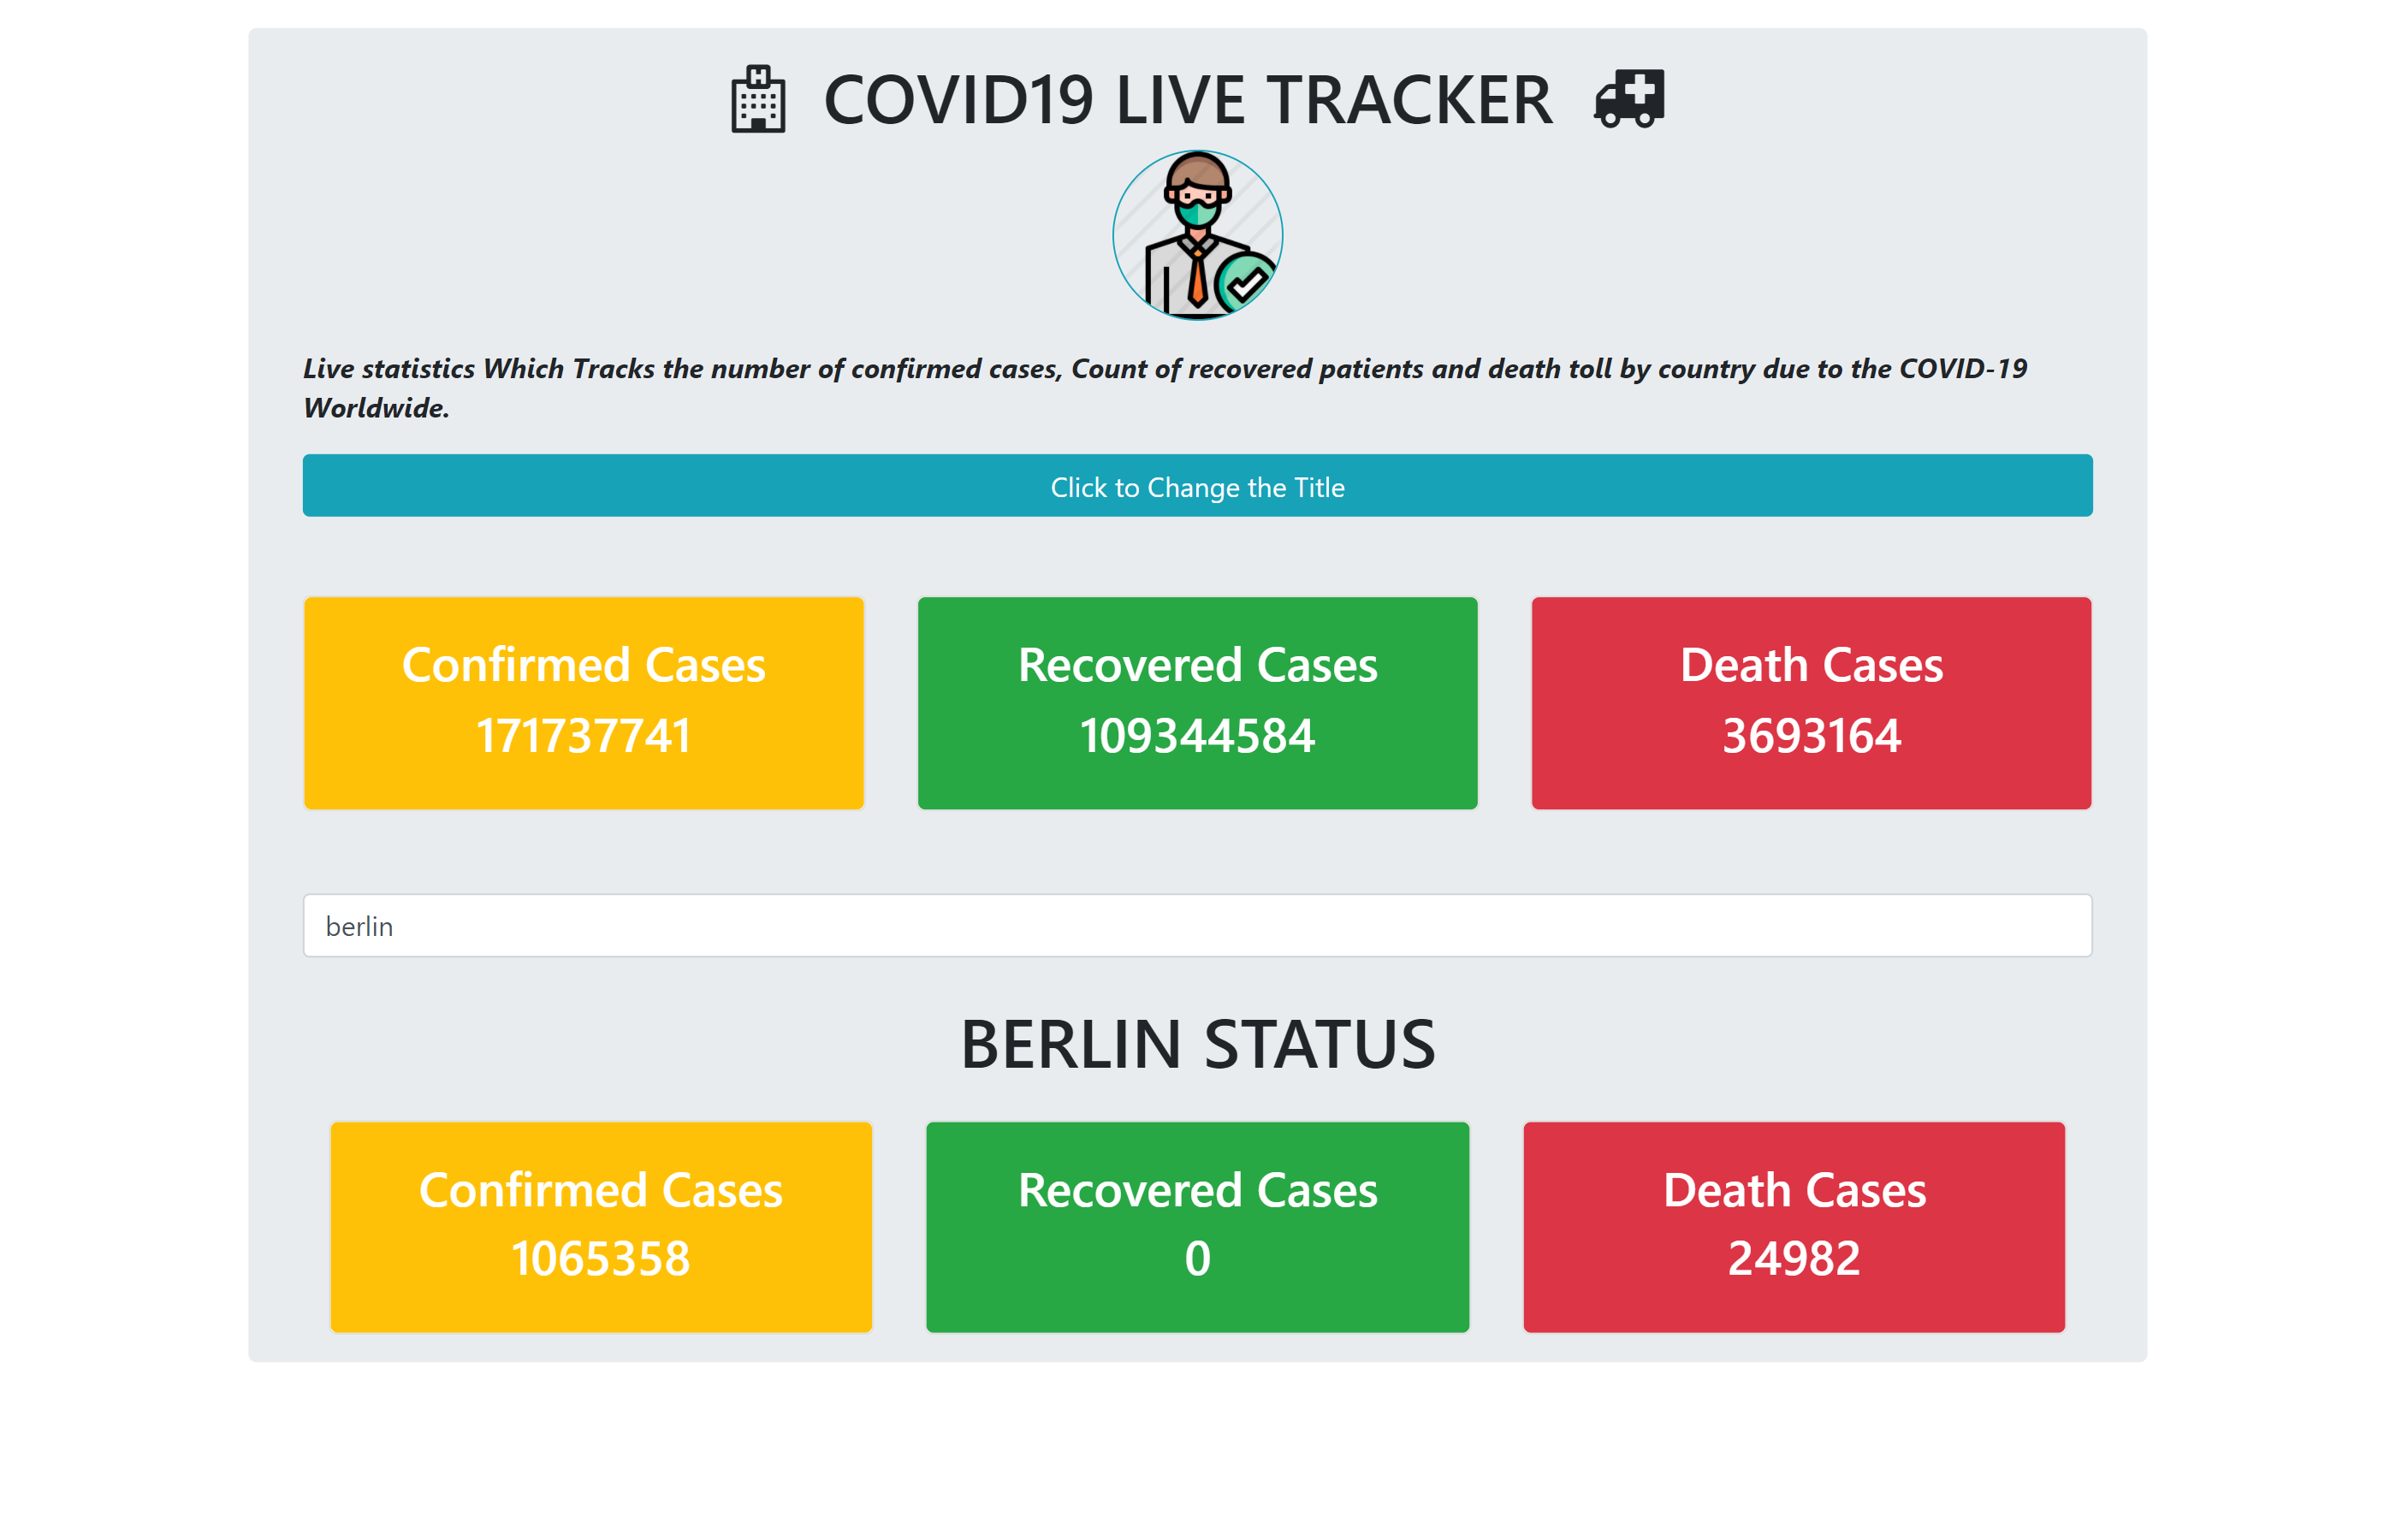 COVID19 LIVE TRACKER
Live statistics Which Tracks the number of confirmed cases, Count of recovered patients and death toll by country due to the COVID-19
Worldwide.
Click to Change the Title
Confirmed Cases
171737741
Recovered Cases
109344584
Death Cases
3693164
berlin
BERLIN STATUS
Confirmed Cases
1065358
Recovered Cases
0
Death Cases
24982